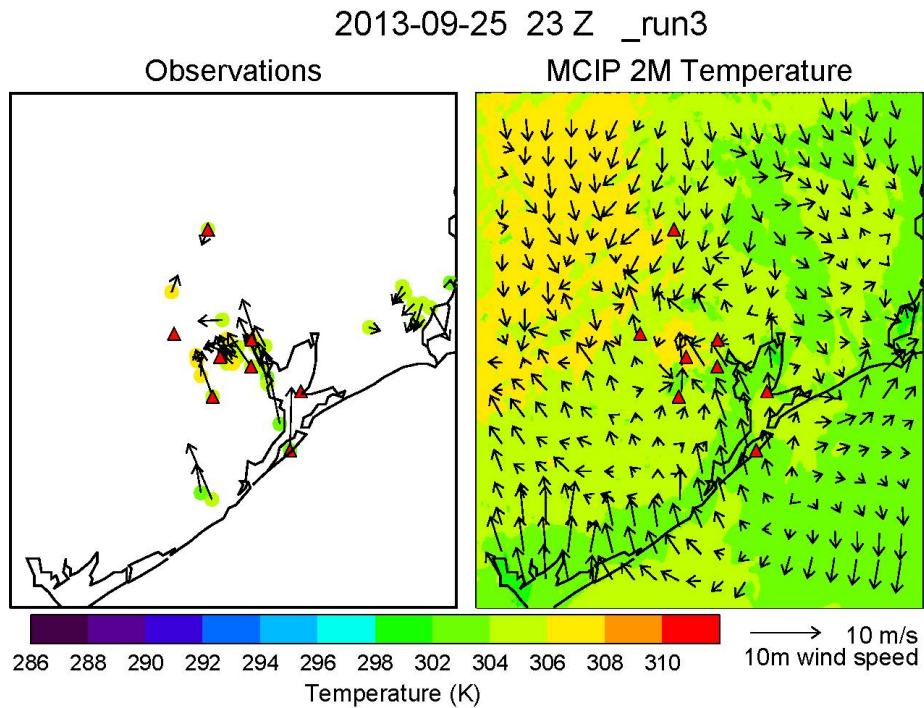 2013-09-25 23 Z _run3
Observations
MCIP 2M Temperature
286 288 290 292 294 296 298 302 304 306 308 310
Temperature (K)
10 m/s
10m wind speed